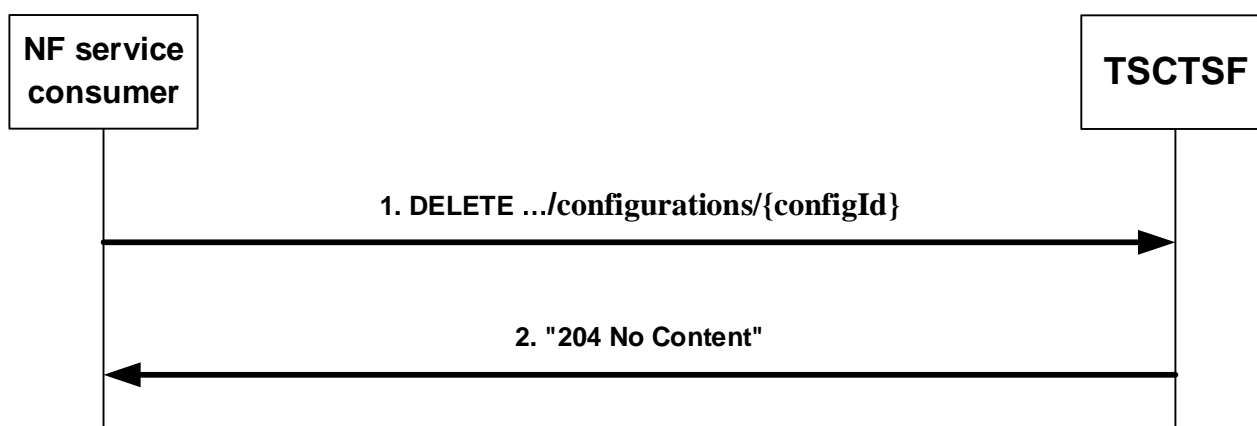 NF service
consumer
TSCTSF
1. DELETE …/configurations/{configId}
2. "204 No Content"